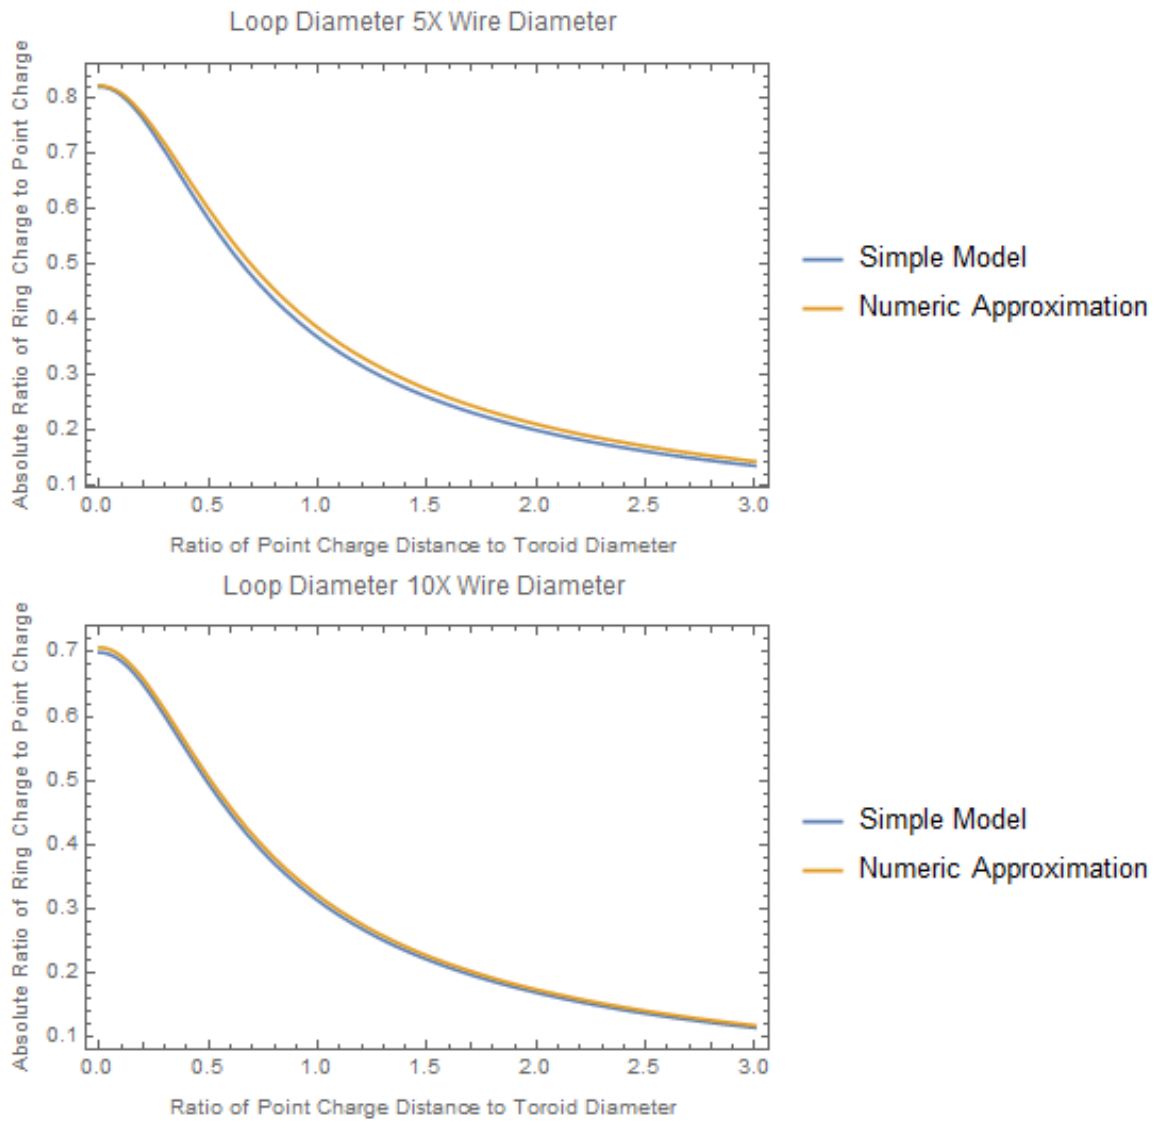 Loop Diameter 5X Wire Diameter
Absolute Ratio of Ring Charge to Point Charge
0.8
0.7
0.6
0.5
0.4
0.3
0.2
0.1
0.0 0.5 1.0 1.5 2.0 2.5 3.0
Ratio of Point Charge Distance to Toroid Diameter
Simple Model
Numeric Approximation
Loop Diameter 10X Wire Diameter
Absolute Ratio of Ring Charge to Point Charge
0.7
0.6
0.5
0.4
0.3
0.2
0.1
0.0 0.5 1.0 1.5 2.0 2.5 3.0
Ratio of Point Charge Distance to Toroid Diameter
Simple Model
Numeric Approximation